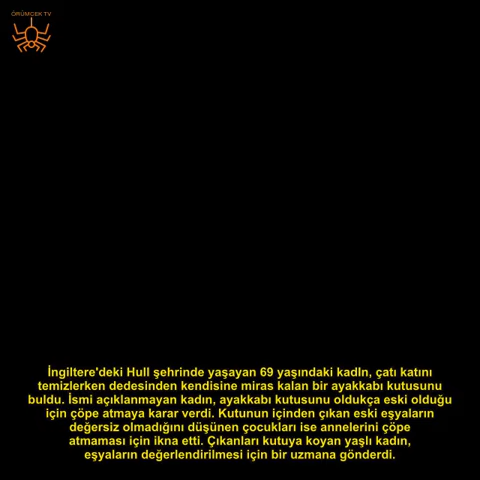 ÖRÜMCEK TV
İngiltere'deki Hull şehrinde yaşayan 69 yaşındaki kadln, çatı katını
temizlerken dedesinden kendisine miras kalan bir ayakkabı kutusunu
buldu. İsmi açıklanmayan kadın, ayakkabı kutusunu oldukça eski olduğu
için çöpe atmaya karar verdi. Kutunun içinden çıkan eski eşyaların
değersiz olmadığını düşünen çocukları ise annelerini çöpe
atmaması için ikna etti. Çıkanları kutuya koyan yaşlı kadın,
eşyaların değerlendirilmesi için bir uzmana gönderdi.